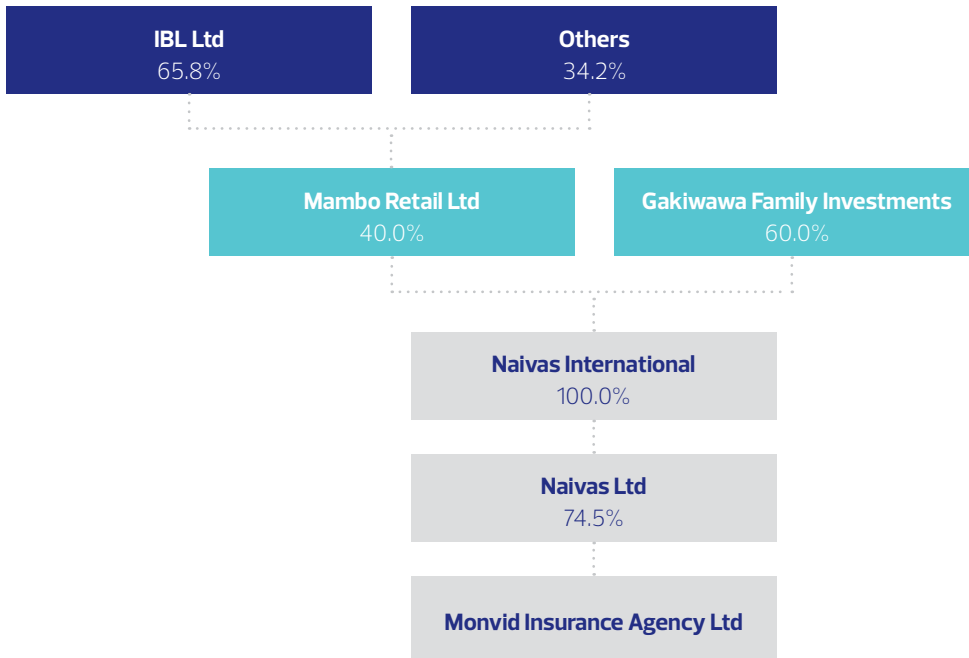 IBL Ltd
65.8%
Others
34.2%
Mambo Retail Ltd
40.0%
Gakiwawa Family Investments
60.0%
Naivas International
100.0%
Naivas Ltd
74.5%
Monvid Insurance Agency Ltd